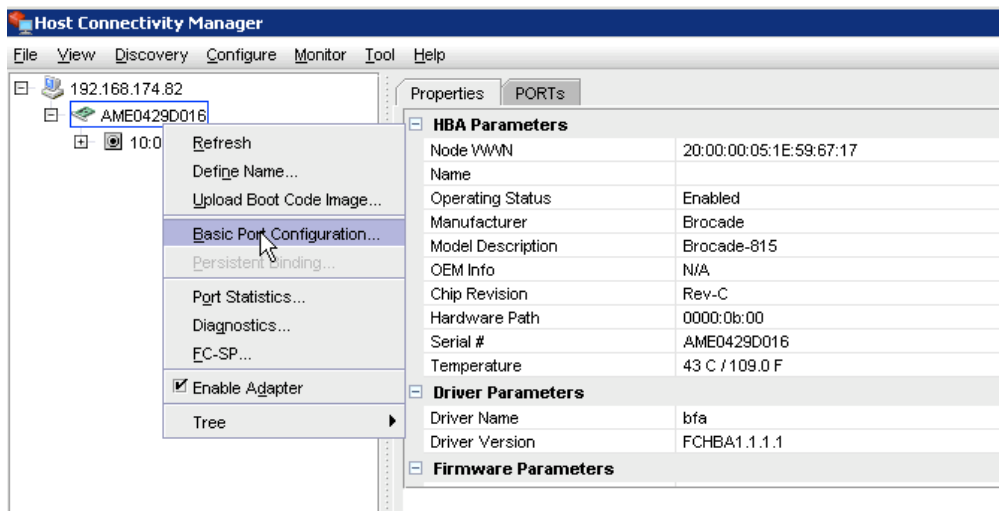 Host Connectivity Manager
File View Discovery Configure Monitor Tool Help
192.168.174.82
AME0429D016
10:0
Refresh
Define Name...
Upload Boot Code Image...
Basic Port Configuration...
Persistent Binding...
Port Statistics...
Diagnostics...
FC-SP...
Enable Adapter
Tree
Properties PORTs
HBA Parameters
Node WWN 20:00:00:05:1E:59:67:17
Name
Operating Status Enabled
Manufacturer Brocade
Model Description Brocade-815
OEM Info N/A
Chip Revision Rev-C
Hardware Path 0000:0b:00
Serial # AME0429D016
Temperature 43 C / 109.0 F
Driver Parameters
Driver Name bfa
Driver Version FCHBA1.1.1.1
Firmware Parameters